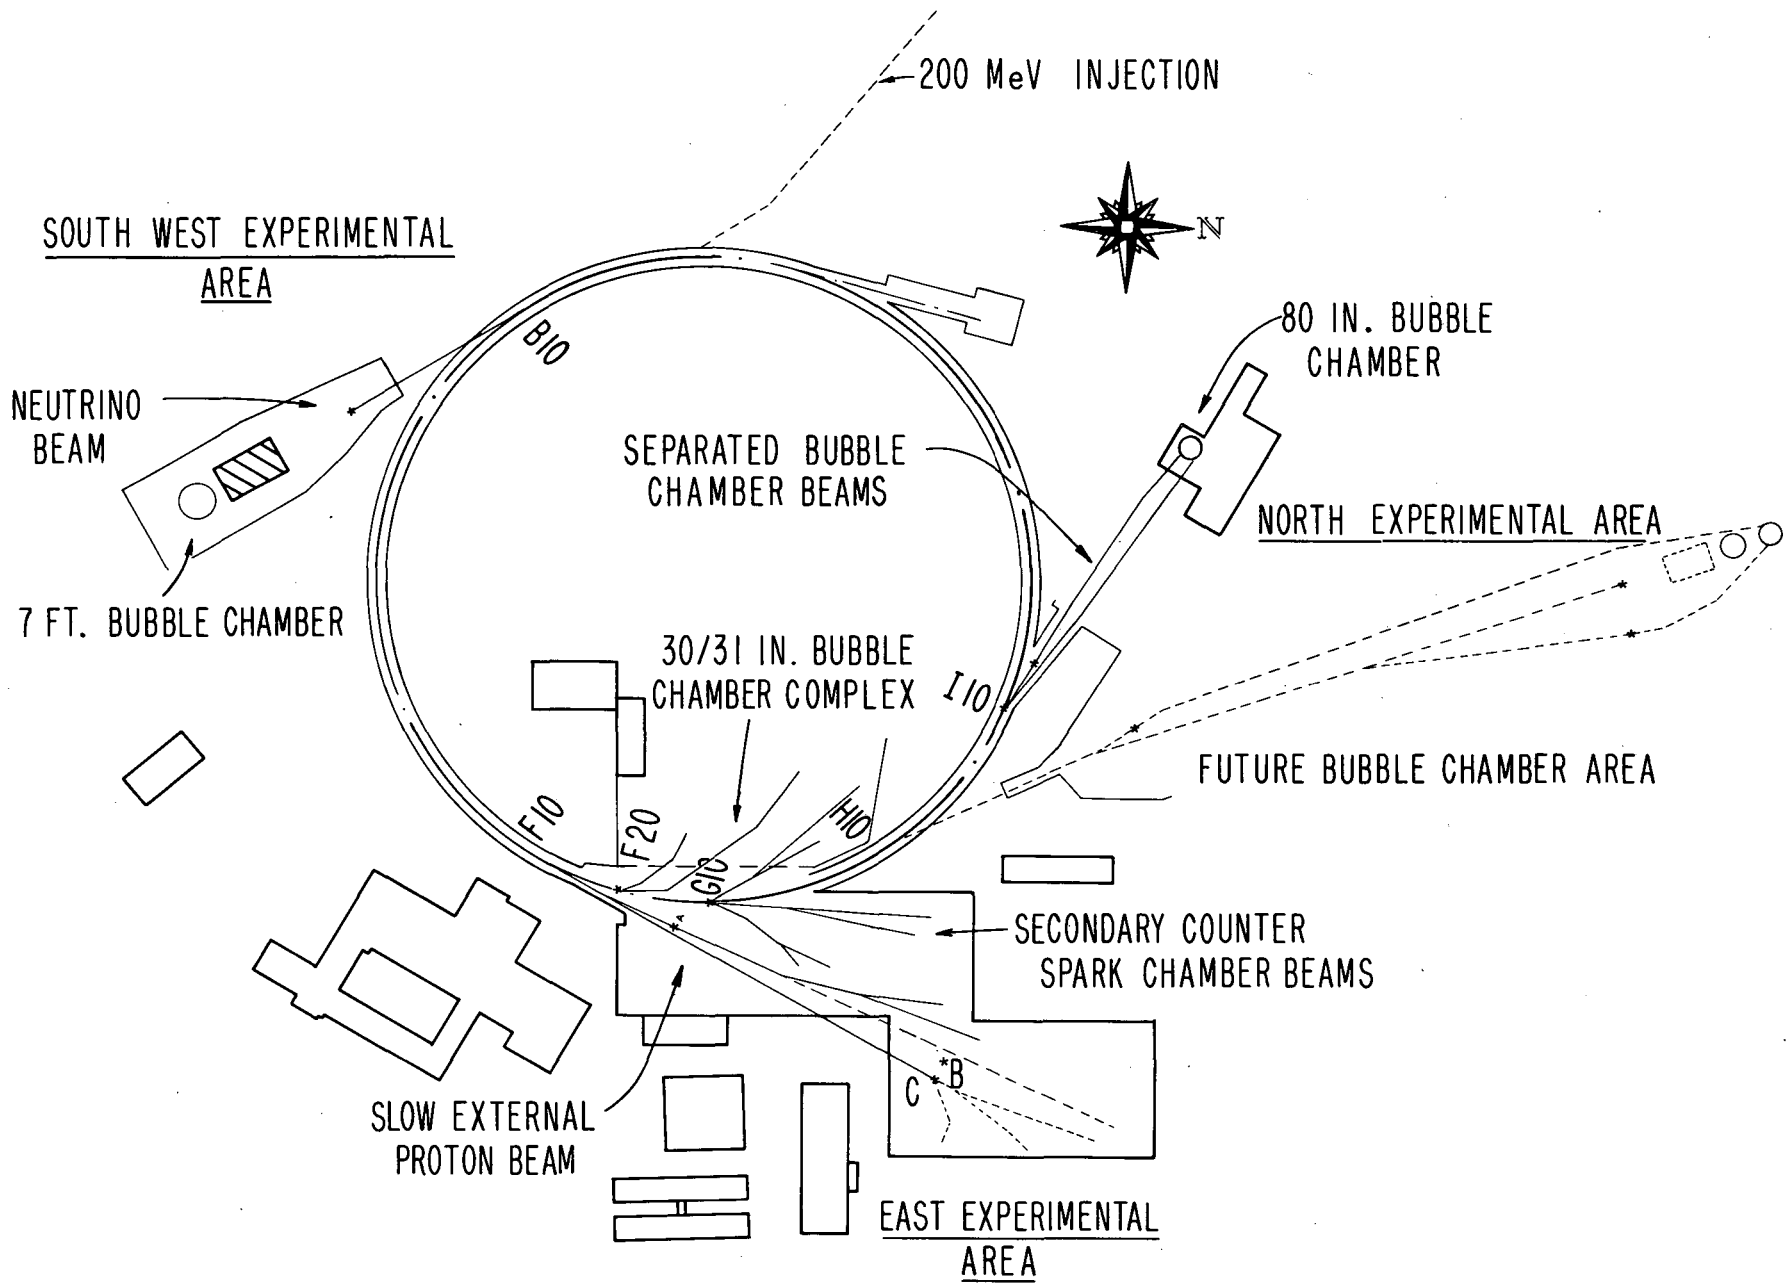 200 MeV INJECTION
SOUTH WEST EXPERIMENTAL
AREA
N
B10
80 IN. BUBBLE
CHAMBER
NEUTRINO
BEAM
SEPARATED BUBBLE
CHAMBER BEAMS
NORTH EXPERIMENTAL AREA
7 FT. BUBBLE CHAMBER
30/31 IN. BUBBLE
CHAMBER COMPLEX
I10
FUTURE BUBBLE CHAMBER AREA
F10
F20
H10
G10
A
SECONDARY COUNTER
SPARK CHAMBER BEAMS
*B
C
SLOW EXTERNAL
PROTON BEAM
EAST EXPERIMENTAL
AREA